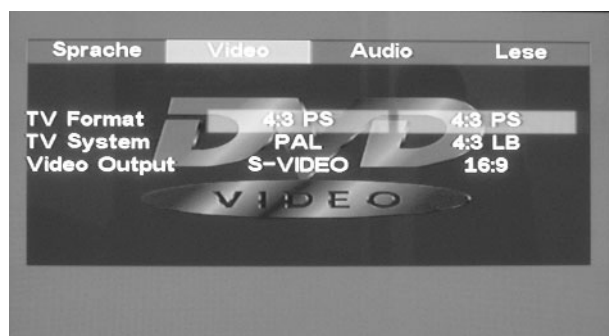 Sprache Video Audio Lese
TV Format 4:3 PS 4:3 PS
TV System PAL 4:3 LB
Video Output S-VIDEO 16:9
DVD
VIDEO